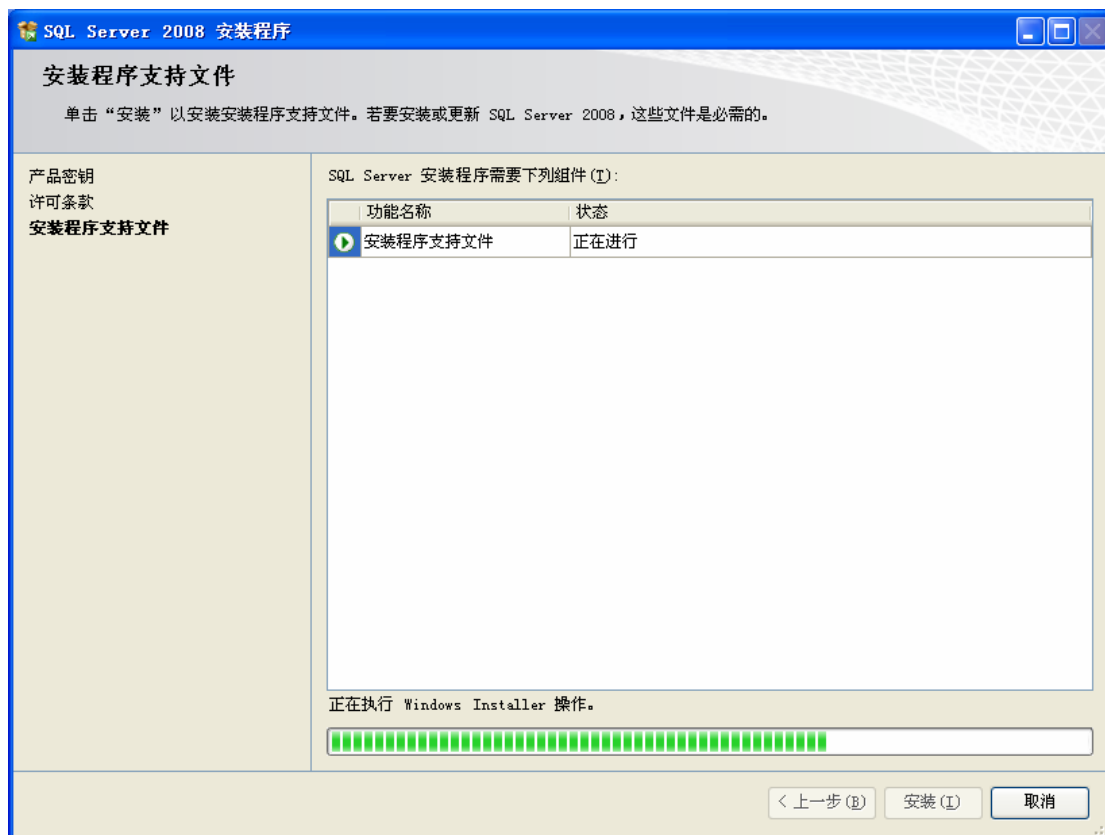 SQL Server 2008 安装程序
安装程序支持文件
单击“安装”以安装安装程序支持文件。若要安装或更新 SQL Server 2008，这些文件是必需的。
产品密钥
许可条款
安装程序支持文件
SQL Server 安装程序需要下列组件(T):
功能名称 状态
安装程序支持文件 正在进行
正在执行 Windows Installer 操作。
< 上一步(B) 安装(I) 取消